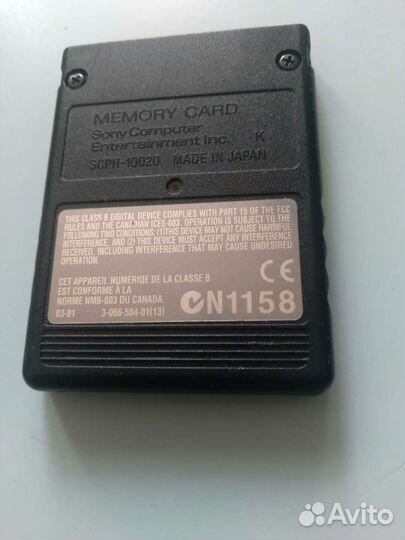 MEMORY CARD
Sony Computer
Entertainment Inc. K
SCPH-10020 MADE IN JAPAN
THIS CLASS B DIGITAL DEVICE COMPLIES WITH PART 15 OF THE FCC
RULES AND THE CANADIAN ICES-003. OPERATION IS SUBJECT TO THE
FOLLOWING TWO CONDITIONS: (1)THIS DEVICE MAY NOT CAUSE HARMFUL
INTERFERENCE, AND (2) THIS DEVICE MUST ACCEPT ANY INTERFERENCE
RECEIVED, INCLUDING INTERFERENCE THAT MAY CAUSE UNDESIRED
OPERATION.
CET APPAREIL NUMÉRIQUE DE LA CLASSE B
EST CONFORME À LA
NORME NMB-003 DU CANADA.
CE
N1158
03-01 3-066-504-01(13)
Avito